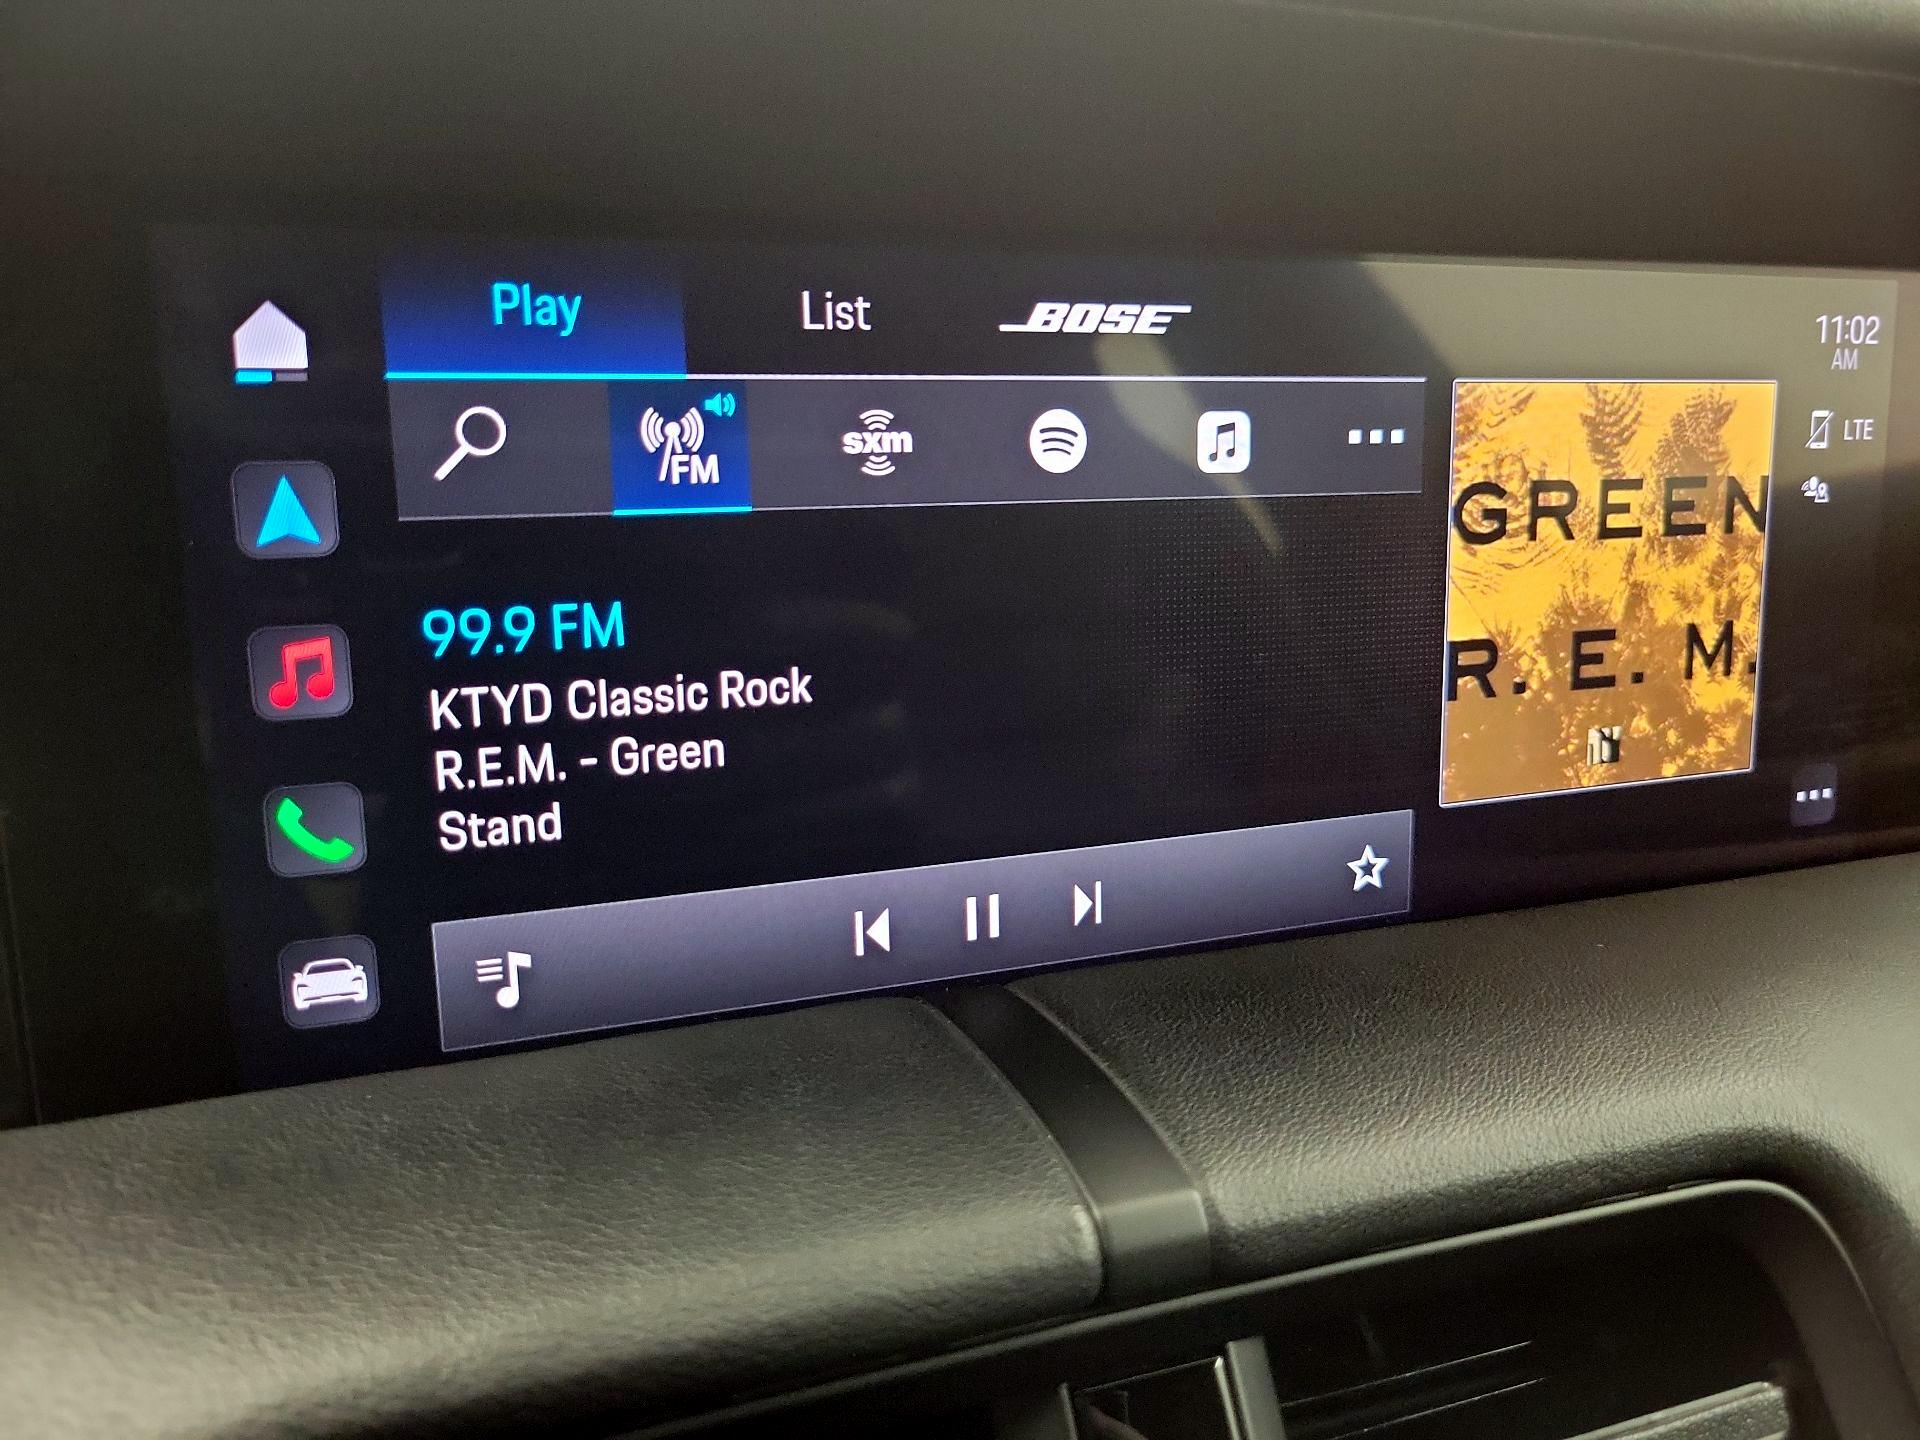 Play
List
BOSE
11:02
AM
FM
sxm
LTE
99.9 FM
KTYD Classic Rock
R.E.M. - Green
Stand
GREEN
R. E. M.